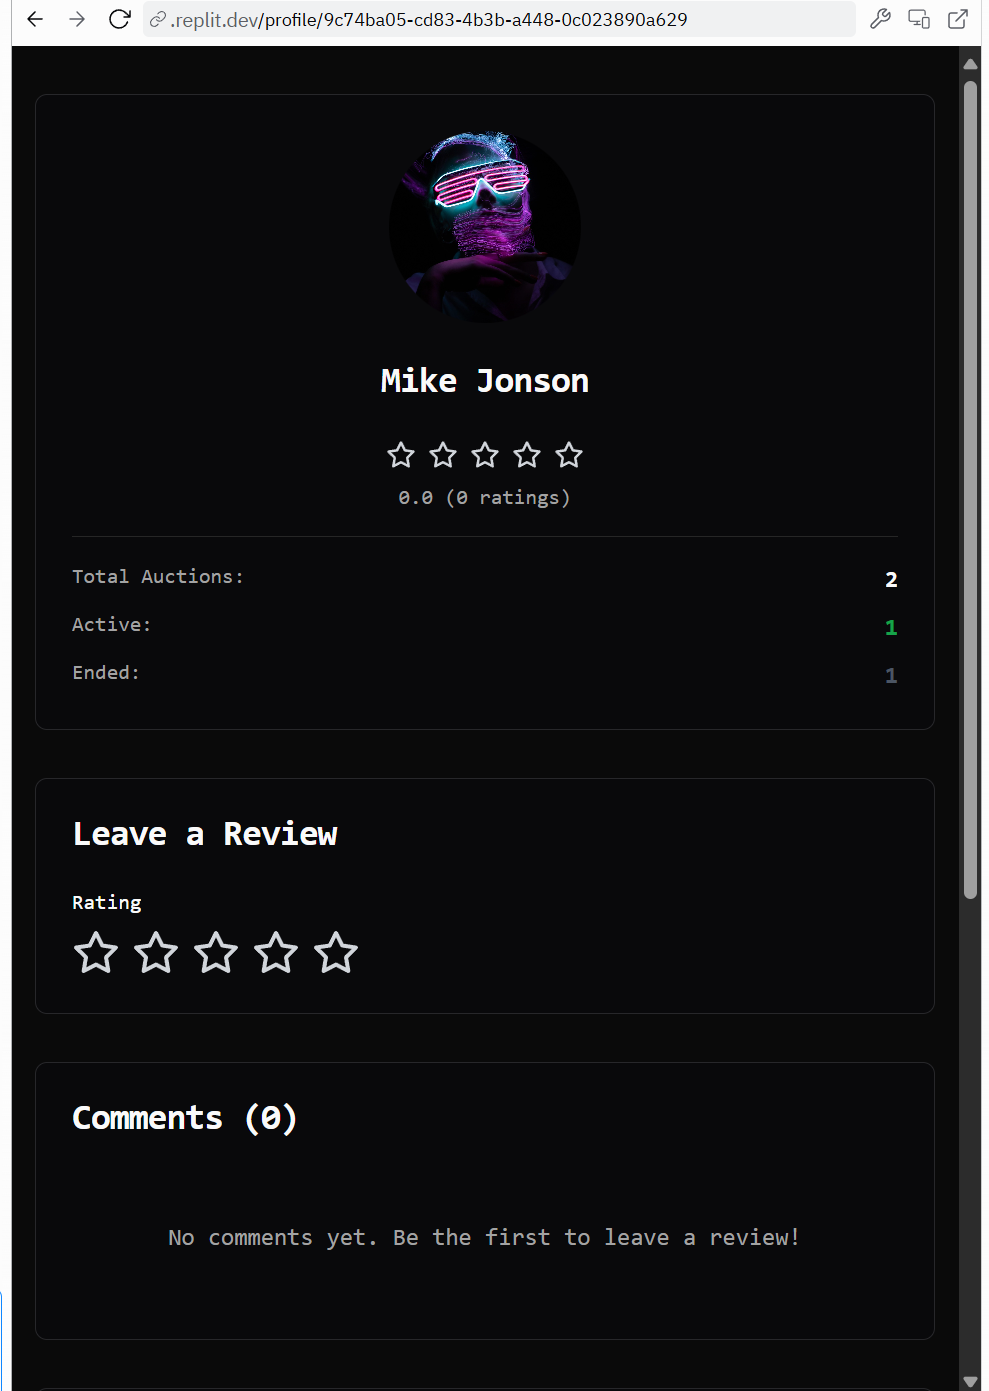 .replit.dev/profile/9c74ba05-cd83-4b3b-a448-0c023890a629
Mike Jonson
0.0 (0 ratings)
Total Auctions: 2
Active: 1
Ended: 1
Leave a Review
Rating
Comments (0)
No comments yet. Be the first to leave a review!